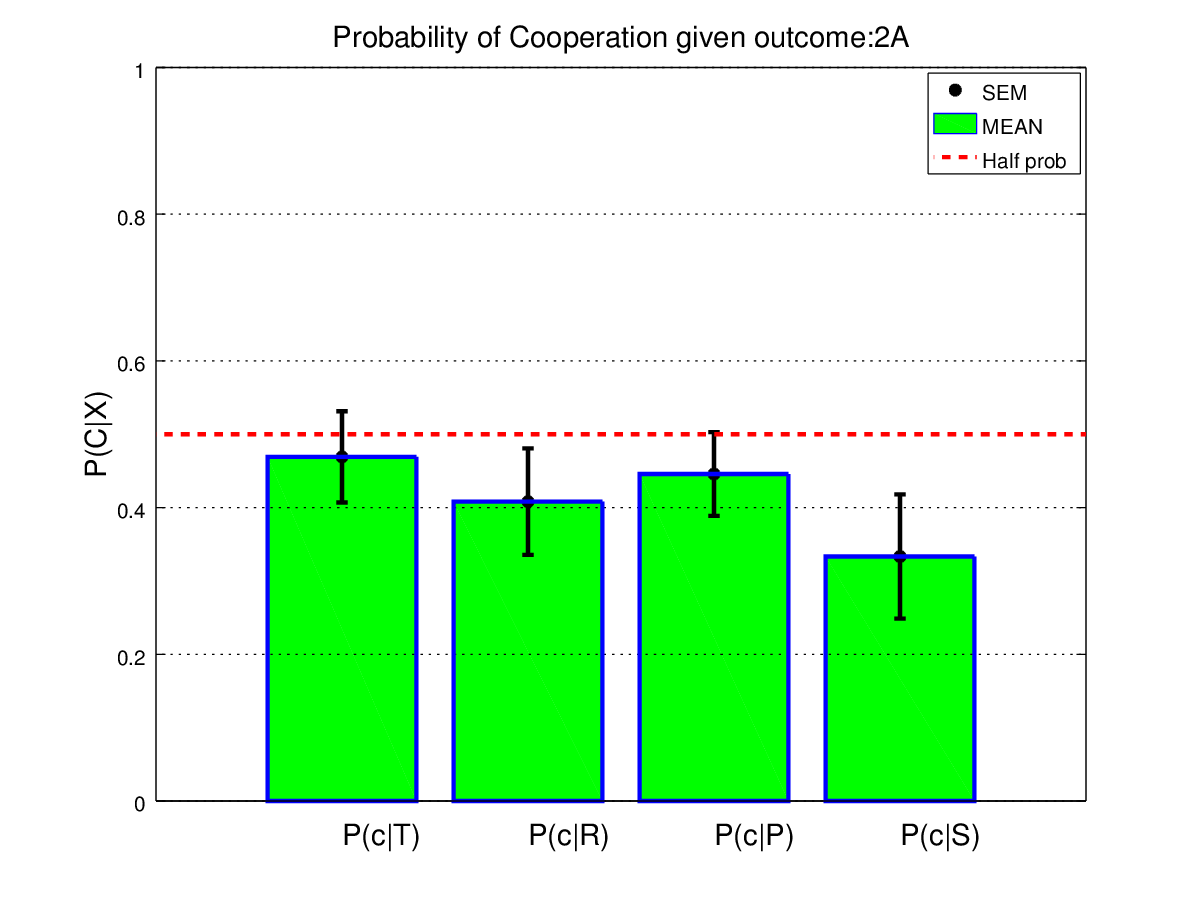 Probability of Cooperation given outcome:2A
1
0.8
0.6
0.4
0.2
0
P(C|X)
SEM
MEAN
Half prob
P(c|T)
P(c|R)
P(c|P)
P(c|S)